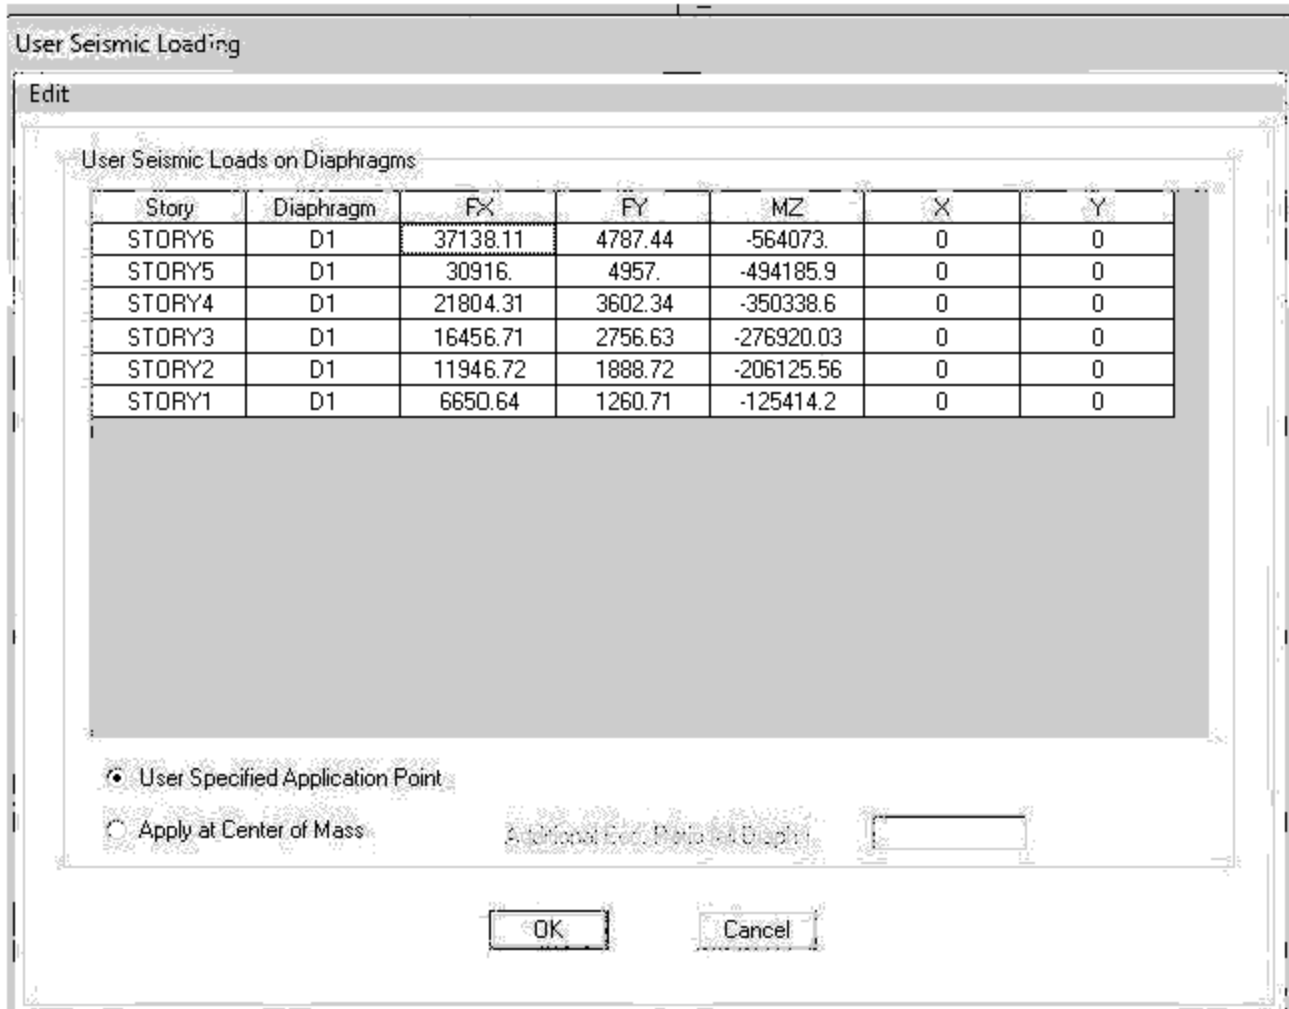 User Seismic Loading
Edit
User Seismic Loads on Diaphragms
Story Diaphragm FX FY MZ X Y
STORY6 D1 37138.11 4787.44 -564073. 0 0
STORY5 D1 30916. 4957. -494185.9 0 0
STORY4 D1 21804.31 3602.34 -350338.6 0 0
STORY3 D1 16456.71 2756.63 -276920.03 0 0
STORY2 D1 11946.72 1888.72 -206125.56 0 0
STORY1 D1 6650.64 1260.71 -125414.2 0 0
User Specified Application Point
Apply at Center of Mass
OK Cancel